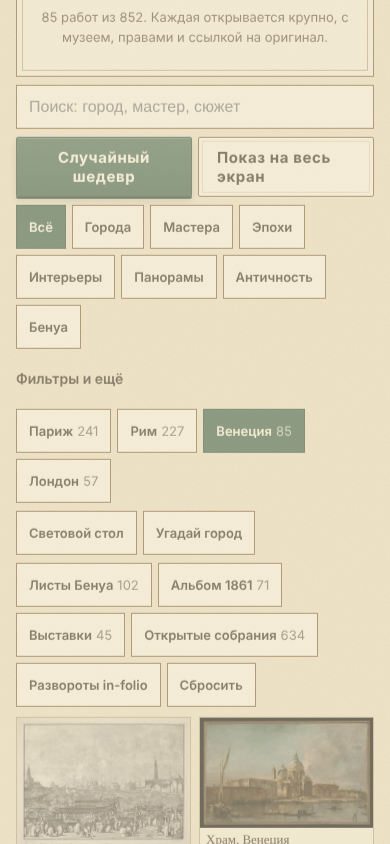 85 работ из 852. Каждая открывается крупно, с
музеем, правами и ссылкой на оригинал.
Поиск: город, мастер, сюжет
Случайный
шедевр
Показ на весь
экран
Всё
Города
Мастера
Эпохи
Интерьеры
Панорамы
Античность
Бенуа
Фильтры и ещё
Париж 241
Рим 227
Венеция 85
Лондон 57
Световой стол
Угадай город
Листы Бенуа 102
Альбом 1861 71
Выставки 45
Открытые собрания 634
Развороты in-folio
Сбросить
Храм, Венеция